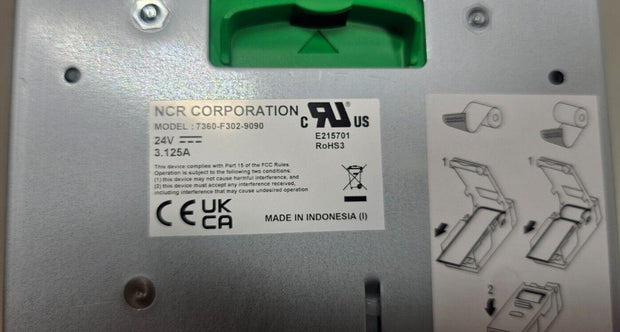 NCR CORPORATION
MODEL : 7360-F302-9090
24V
3.125A
C RU US
E215701
RoHS3
This device complies with Part 15 of the FCC Rules
Operation is subject to the following two conditions:
(1) this device may not cause harmful interference, and
(2) this device must accept any interference received,
including interference that may cause undesired operation
CE UK
CA
MADE IN INDONESIA (I)
1
1
2